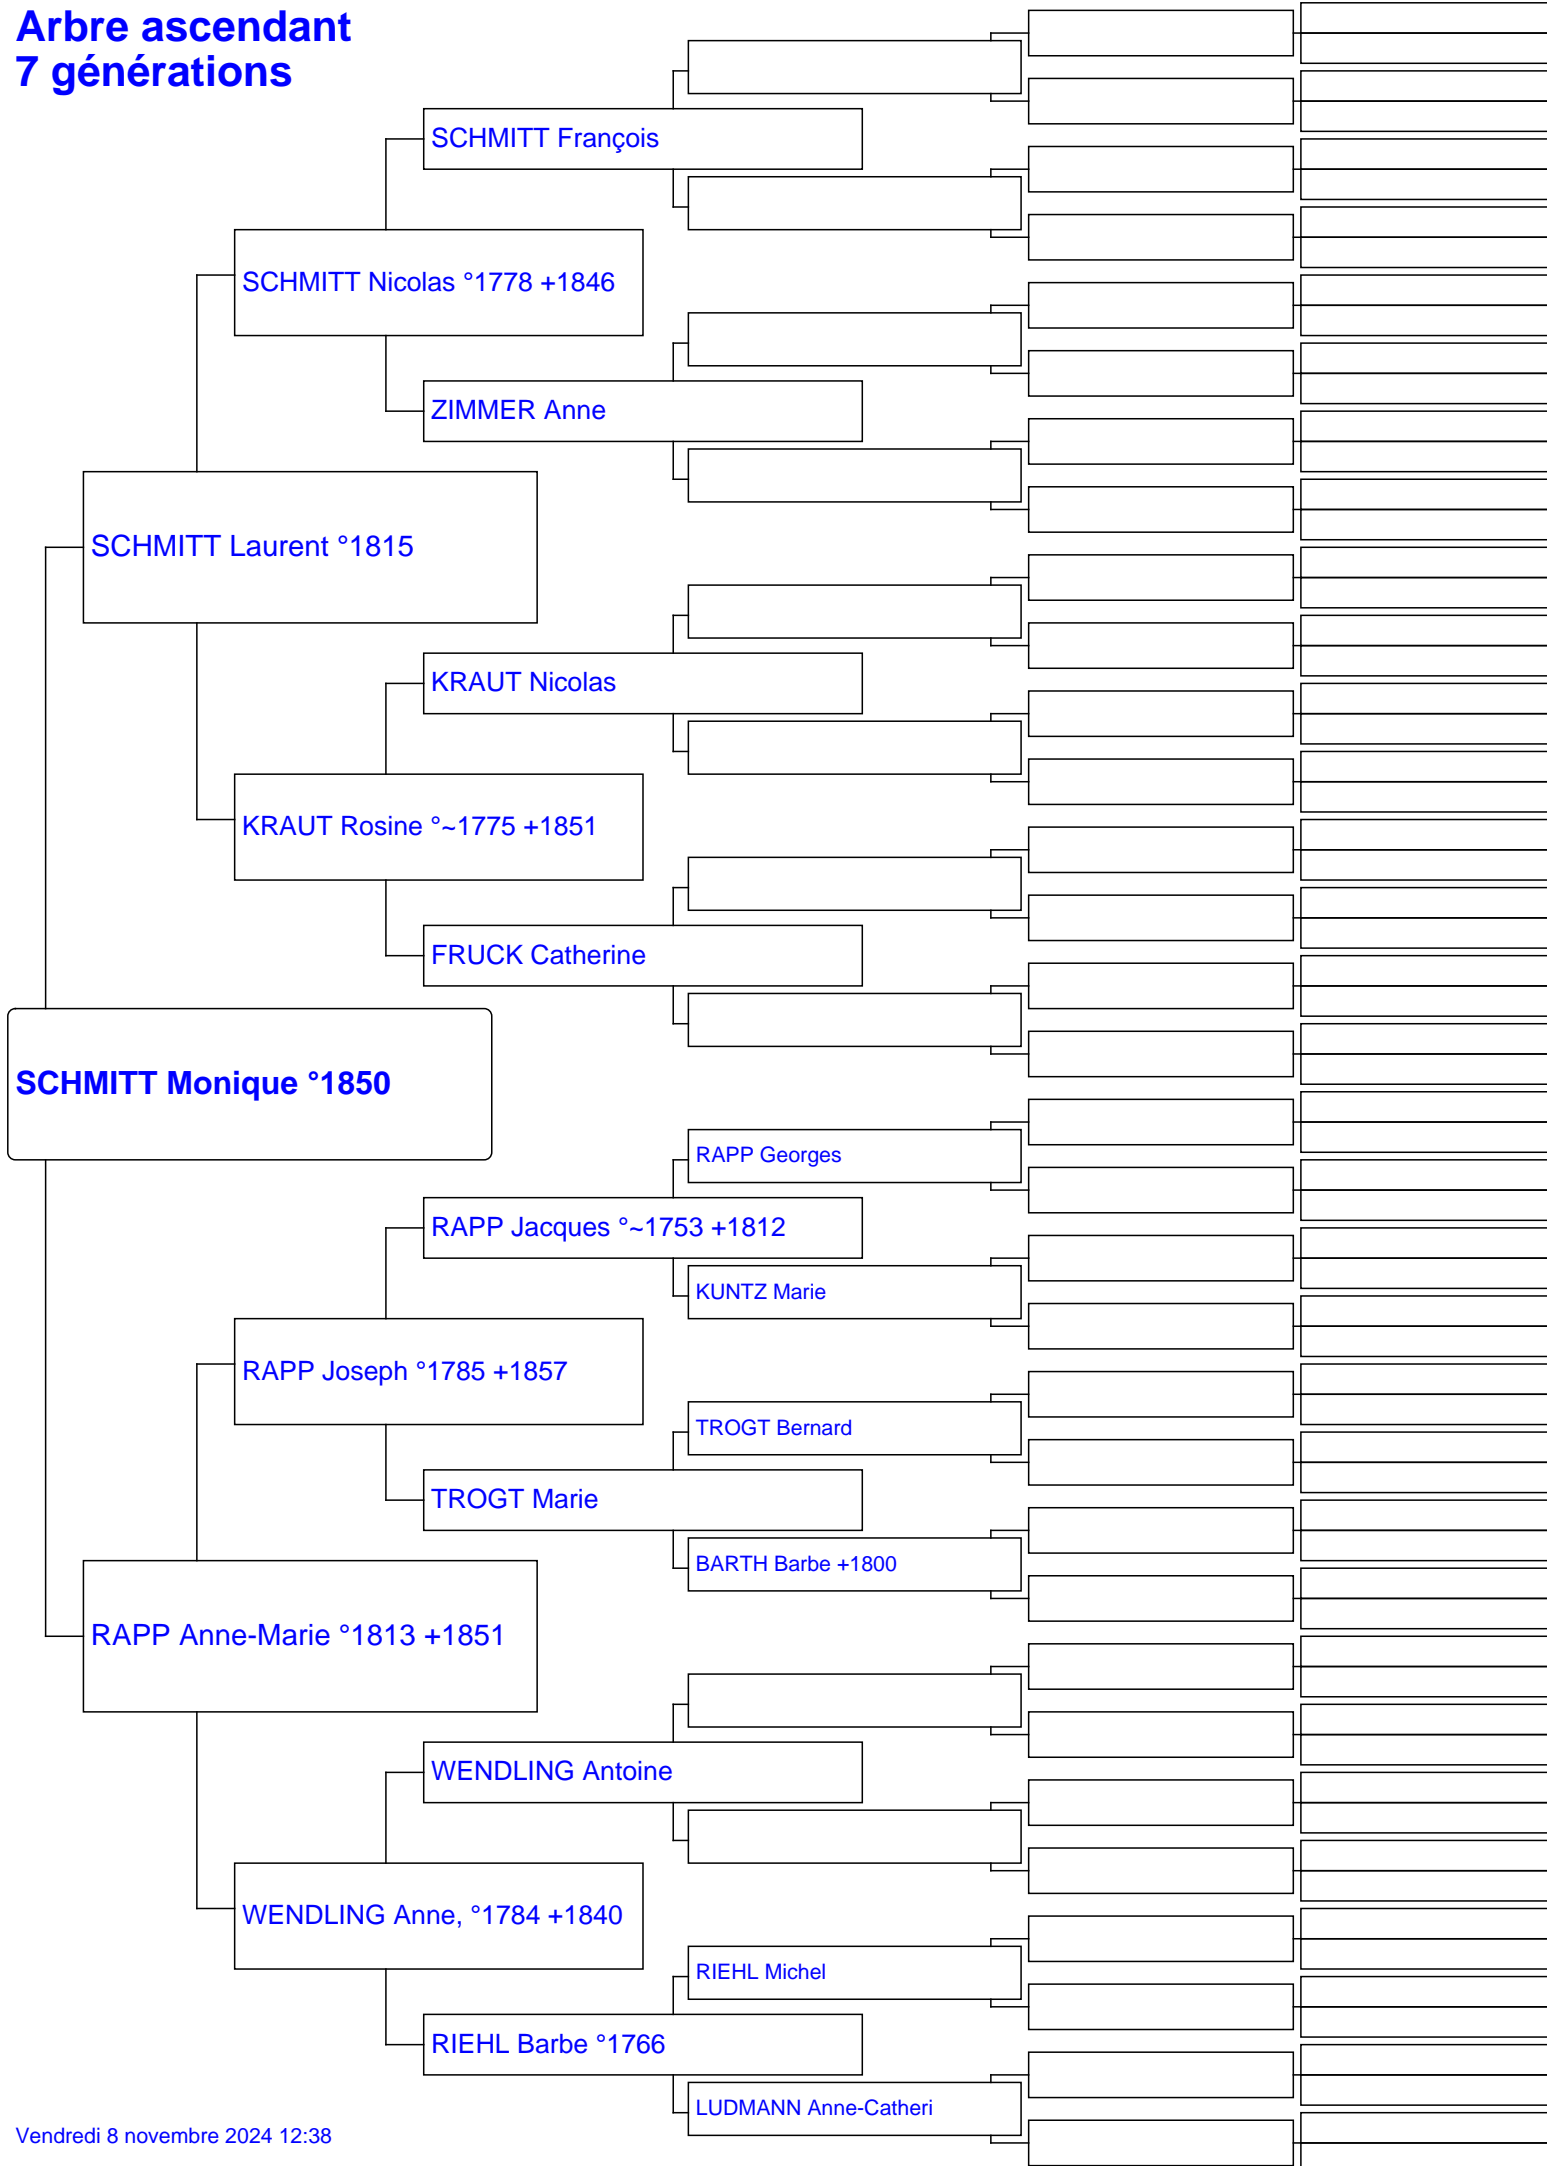 Arbre ascendant
7 générations
SCHMITT François
SCHMITT Nicolas °1778 +1846
ZIMMER Anne
SCHMITT Laurent °1815
KRAUT Nicolas
KRAUT Rosine °~1775 +1851
FRUCK Catherine
SCHMITT Monique °1850
RAPP Georges
RAPP Jacques °~1753 +1812
KUNTZ Marie
RAPP Joseph °1785 +1857
TROGT Bernard
TROGT Marie
BARTH Barbe +1800
RAPP Anne-Marie °1813 +1851
WENDLING Antoine
WENDLING Anne, °1784 +1840
RIEHL Michel
RIEHL Barbe °1766
LUDMANN Anne-Catheri
Vendredi 8 novembre 2024 12:38